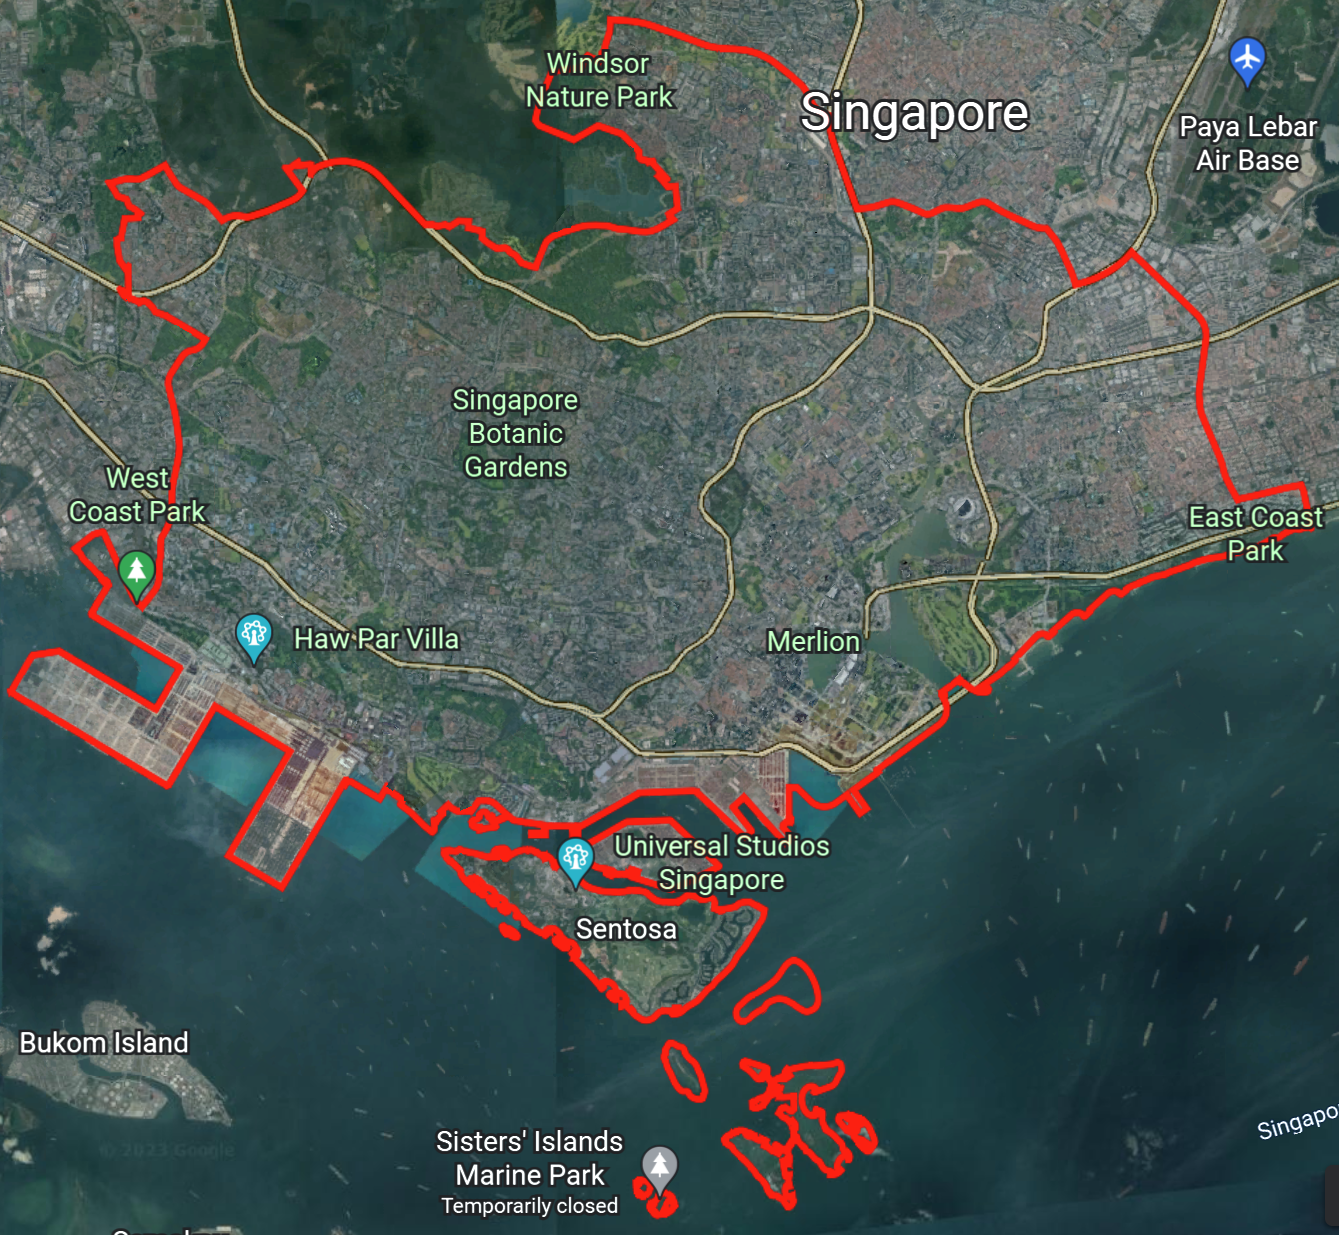 Windsor
Nature Park
Singapore
Paya Lebar
Air Base
Singapore
Botanic
Gardens
West
Coast Park
East Coast
Park
Haw Par Villa
Merlion
Universal Studios
Singapore
Sentosa
Bukom Island
Singapo
© 2023 Google
Sisters' Islands
Marine Park
Temporarily closed